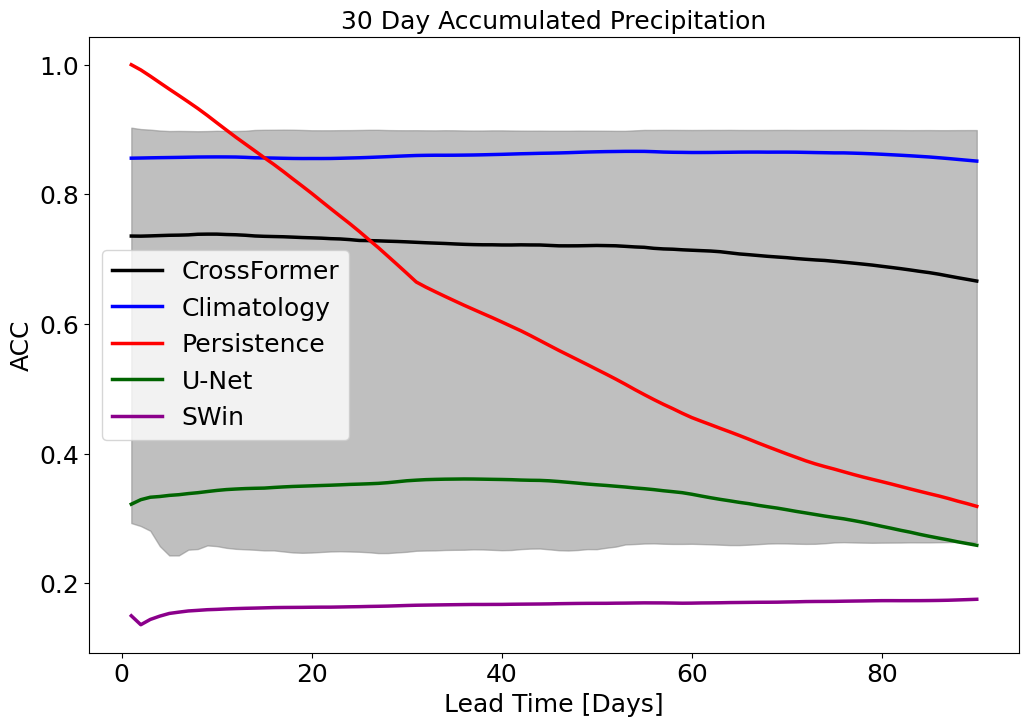 30 Day Accumulated Precipitation
ACC
1.0
0.8
0.6
0.4
0.2
CrossFormer
Climatology
Persistence
U-Net
SWin
0 20 40 60 80
Lead Time [Days]